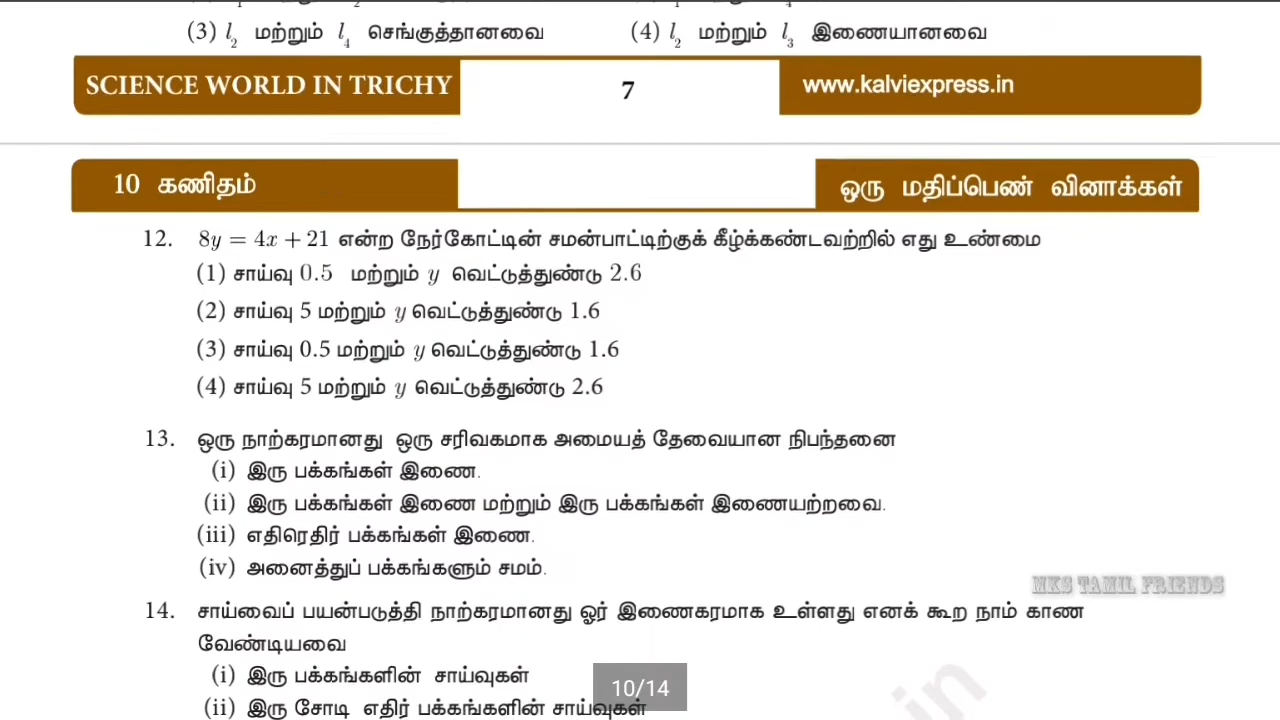 (3) l₂ மற்றும் l₄ செங்குத்தானவை (4) l₂ மற்றும் l₃ இணையானவை
SCIENCE WORLD IN TRICHY 7 www.kalviexpress.in
10 கணிதம் ஒரு மதிப்பெண் வினாக்கள்
12. 8y = 4x + 21 என்ற நேர்கோட்டின் சமன்பாட்டிற்குக் கீழ்க்கண்டவற்றில் எது உண்மை
(1) சாய்வு 0.5 மற்றும் y வெட்டுத்துண்டு 2.6
(2) சாய்வு 5 மற்றும் y வெட்டுத்துண்டு 1.6
(3) சாய்வு 0.5 மற்றும் y வெட்டுத்துண்டு 1.6
(4) சாய்வு 5 மற்றும் y வெட்டுத்துண்டு 2.6
13. ஒரு நாற்கரமானது ஒரு சரிவகமாக அமையத் தேவையான நிபந்தனை
(i) இரு பக்கங்கள் இணை.
(ii) இரு பக்கங்கள் இணை மற்றும் இரு பக்கங்கள் இணையற்றவை.
(iii) எதிரெதிர் பக்கங்கள் இணை.
(iv) அனைத்துப் பக்கங்களும் சமம்.
MKS TAMIL FRIENDS
14. சாய்வைப் பயன்படுத்தி நாற்கரமானது ஓர் இணைகரமாக உள்ளது எனக் கூற நாம் காண
வேண்டியவை
(i) இரு பக்கங்களின் சாய்வுகள்
10/14
(ii) இரு சோடி எதிர் பக்கங்களின் சாய்வுகள்